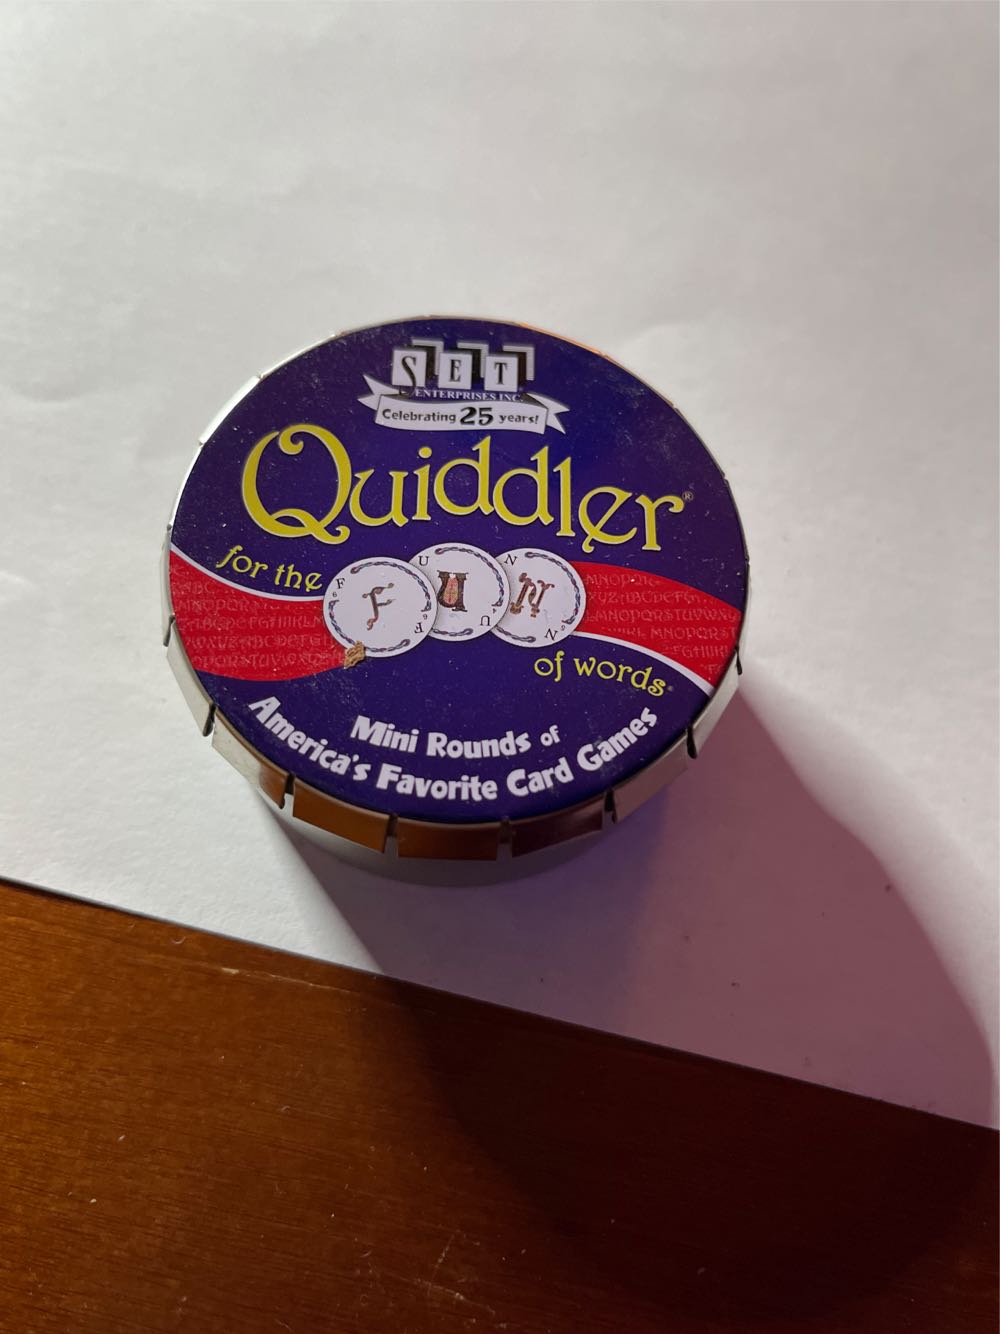 SET
ENTERPRISES INC.
Celebrating 25 years!
Quiddler®
for the
F U N
of words
Mini Rounds of
America's Favorite Card Games